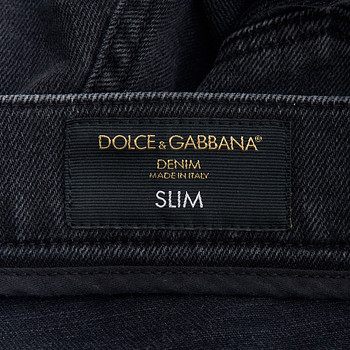 DOLCE & GABBANA®
DENIM
MADE IN ITALY
SLIM